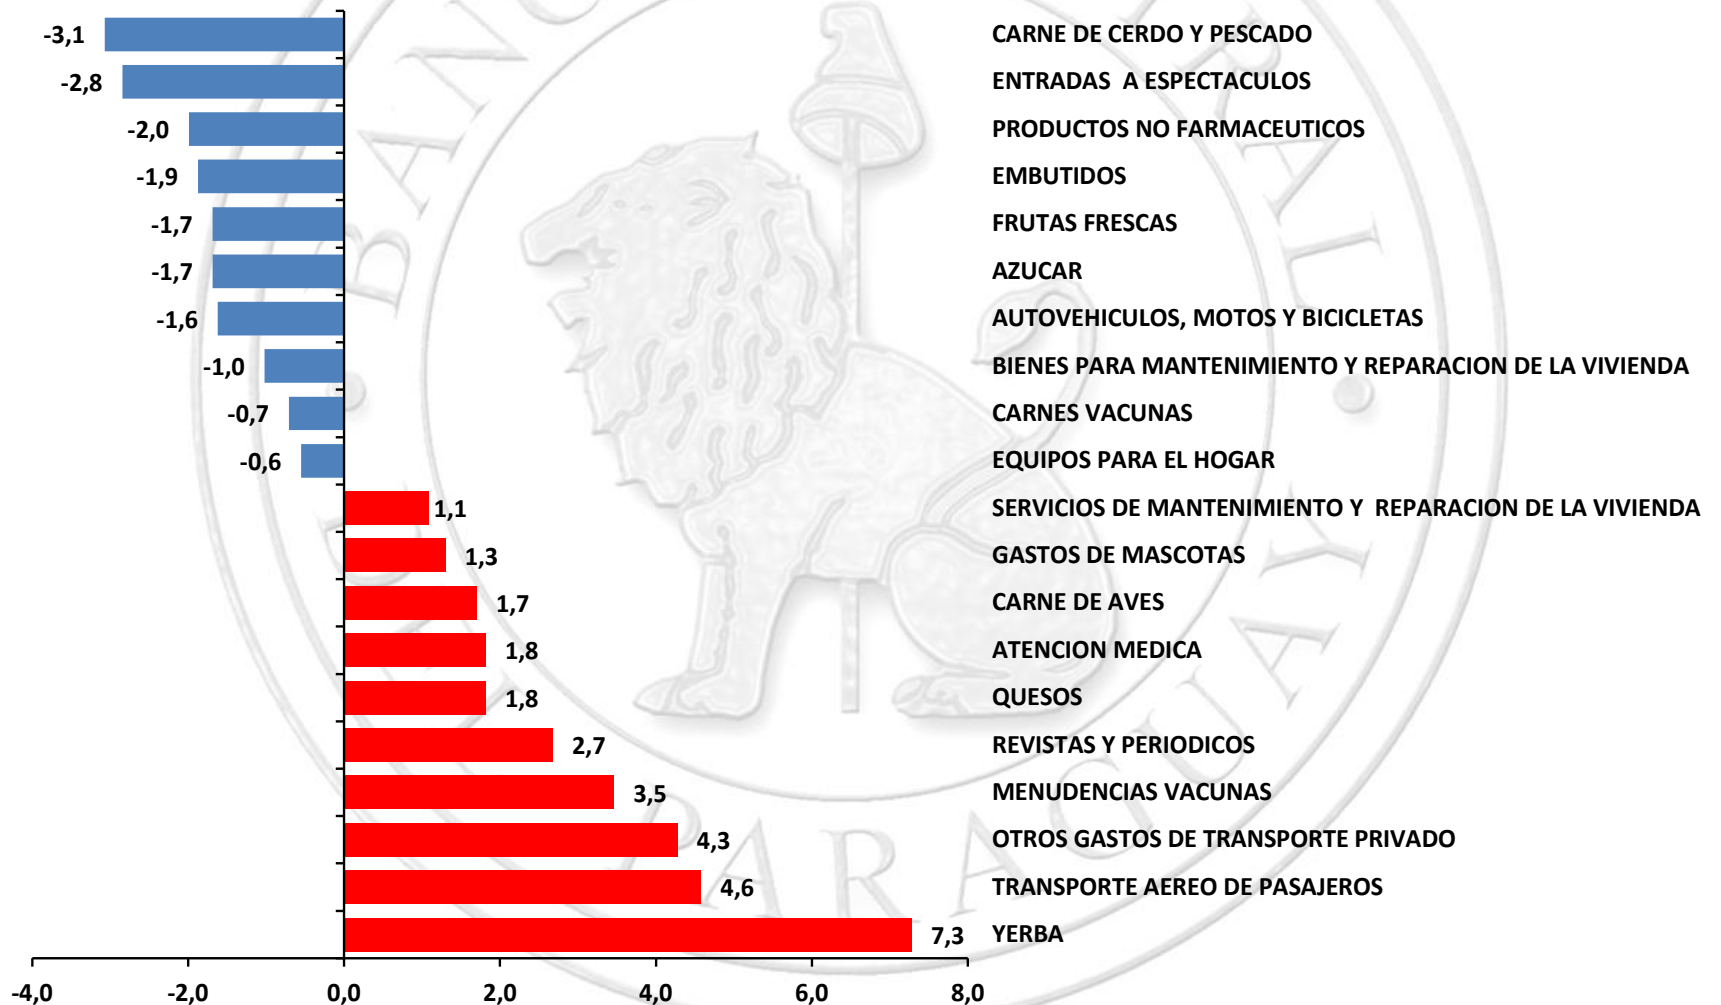 -3,1 CARNE DE CERDO Y PESCADO
-2,8 ENTRADAS  A ESPECTACULOS
-2,0 PRODUCTOS NO FARMACEUTICOS
-1,9 EMBUTIDOS
-1,7 FRUTAS FRESCAS
-1,7 AZUCAR
-1,6 AUTOVEHICULOS, MOTOS Y BICICLETAS
-1,0 BIENES PARA MANTENIMIENTO Y REPARACION DE LA VIVIENDA
-0,7 CARNES VACUNAS
-0,6 EQUIPOS PARA EL HOGAR
1,1 SERVICIOS DE MANTENIMIENTO Y  REPARACION DE LA VIVIENDA
1,3 GASTOS DE MASCOTAS
1,7 CARNE DE AVES
1,8 ATENCION MEDICA
1,8 QUESOS
2,7 REVISTAS Y PERIODICOS
3,5 MENUDENCIAS VACUNAS
4,3 OTROS GASTOS DE TRANSPORTE PRIVADO
4,6 TRANSPORTE AEREO DE PASAJEROS
7,3 YERBA
-4,0 -2,0 0,0 2,0 4,0 6,0 8,0
PARAGUAY